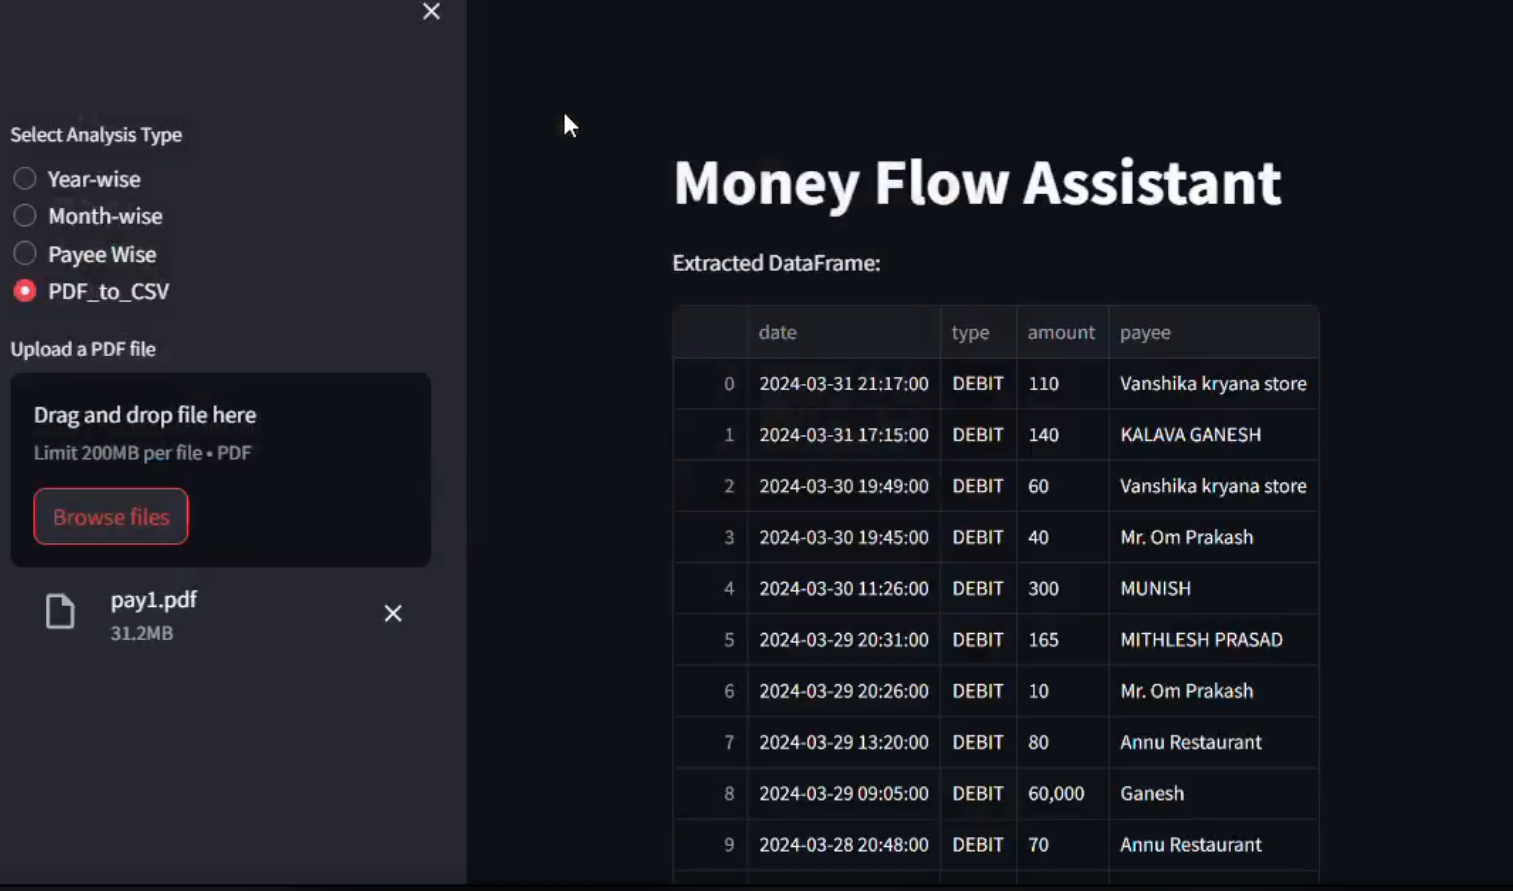 Select Analysis Type
Year-wise
Month-wise
Payee Wise
PDF_to_CSV
Upload a PDF file
Drag and drop file here
Limit 200MB per file • PDF
Browse files
pay1.pdf
31.2MB
Money Flow Assistant
Extracted DataFrame:
date type amount payee
0 2024-03-31 21:17:00 DEBIT 110 Vanshika kryana store
1 2024-03-31 17:15:00 DEBIT 140 KALAVA GANESH
2 2024-03-30 19:49:00 DEBIT 60 Vanshika kryana store
3 2024-03-30 19:45:00 DEBIT 40 Mr. Om Prakash
4 2024-03-30 11:26:00 DEBIT 300 MUNISH
5 2024-03-29 20:31:00 DEBIT 165 MITHLESH PRASAD
6 2024-03-29 20:26:00 DEBIT 10 Mr. Om Prakash
7 2024-03-29 13:20:00 DEBIT 80 Annu Restaurant
8 2024-03-29 09:05:00 DEBIT 60,000 Ganesh
9 2024-03-28 20:48:00 DEBIT 70 Annu Restaurant